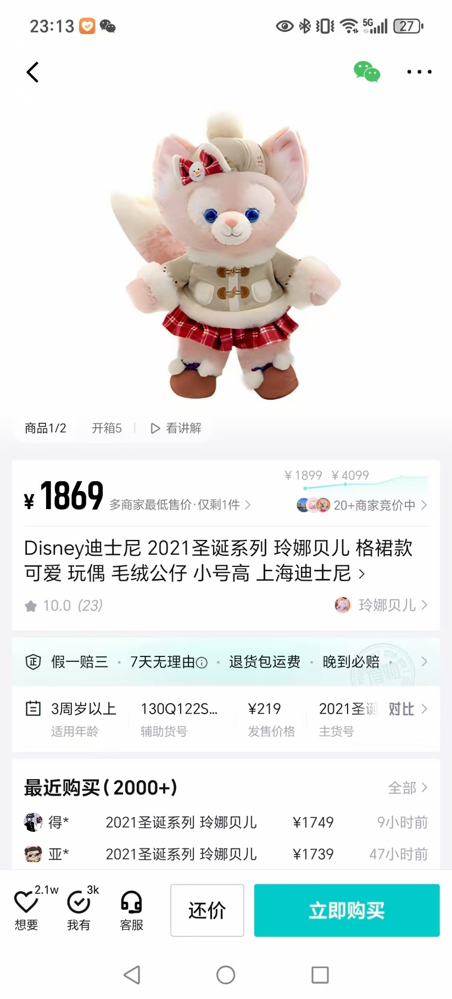 23:13
5G
27
商品1/2 开箱5 看讲解
¥1899 ¥4099
¥1869 多商家最低售价·仅剩1件
20+商家竞价中
Disney迪士尼 2021圣诞系列 玲娜贝儿 格裙款
可爱 玩偶 毛绒公仔 小号高 上海迪士尼
10.0 (23) 玲娜贝儿
正 假一赔三 · 7天无理由 · 退货包运费 · 晚到必赔 ·
3周岁以上 130Q122S... ¥219 2021圣诞 对比
适用年龄 辅助货号 发售价格 主货号
最近购买(2000+) 全部
得* 2021圣诞系列 玲娜贝儿 ¥1749 9小时前
亚* 2021圣诞系列 玲娜贝儿 ¥1739 47小时前
2.1w 3k
想要 我有 客服 还价 立即购买